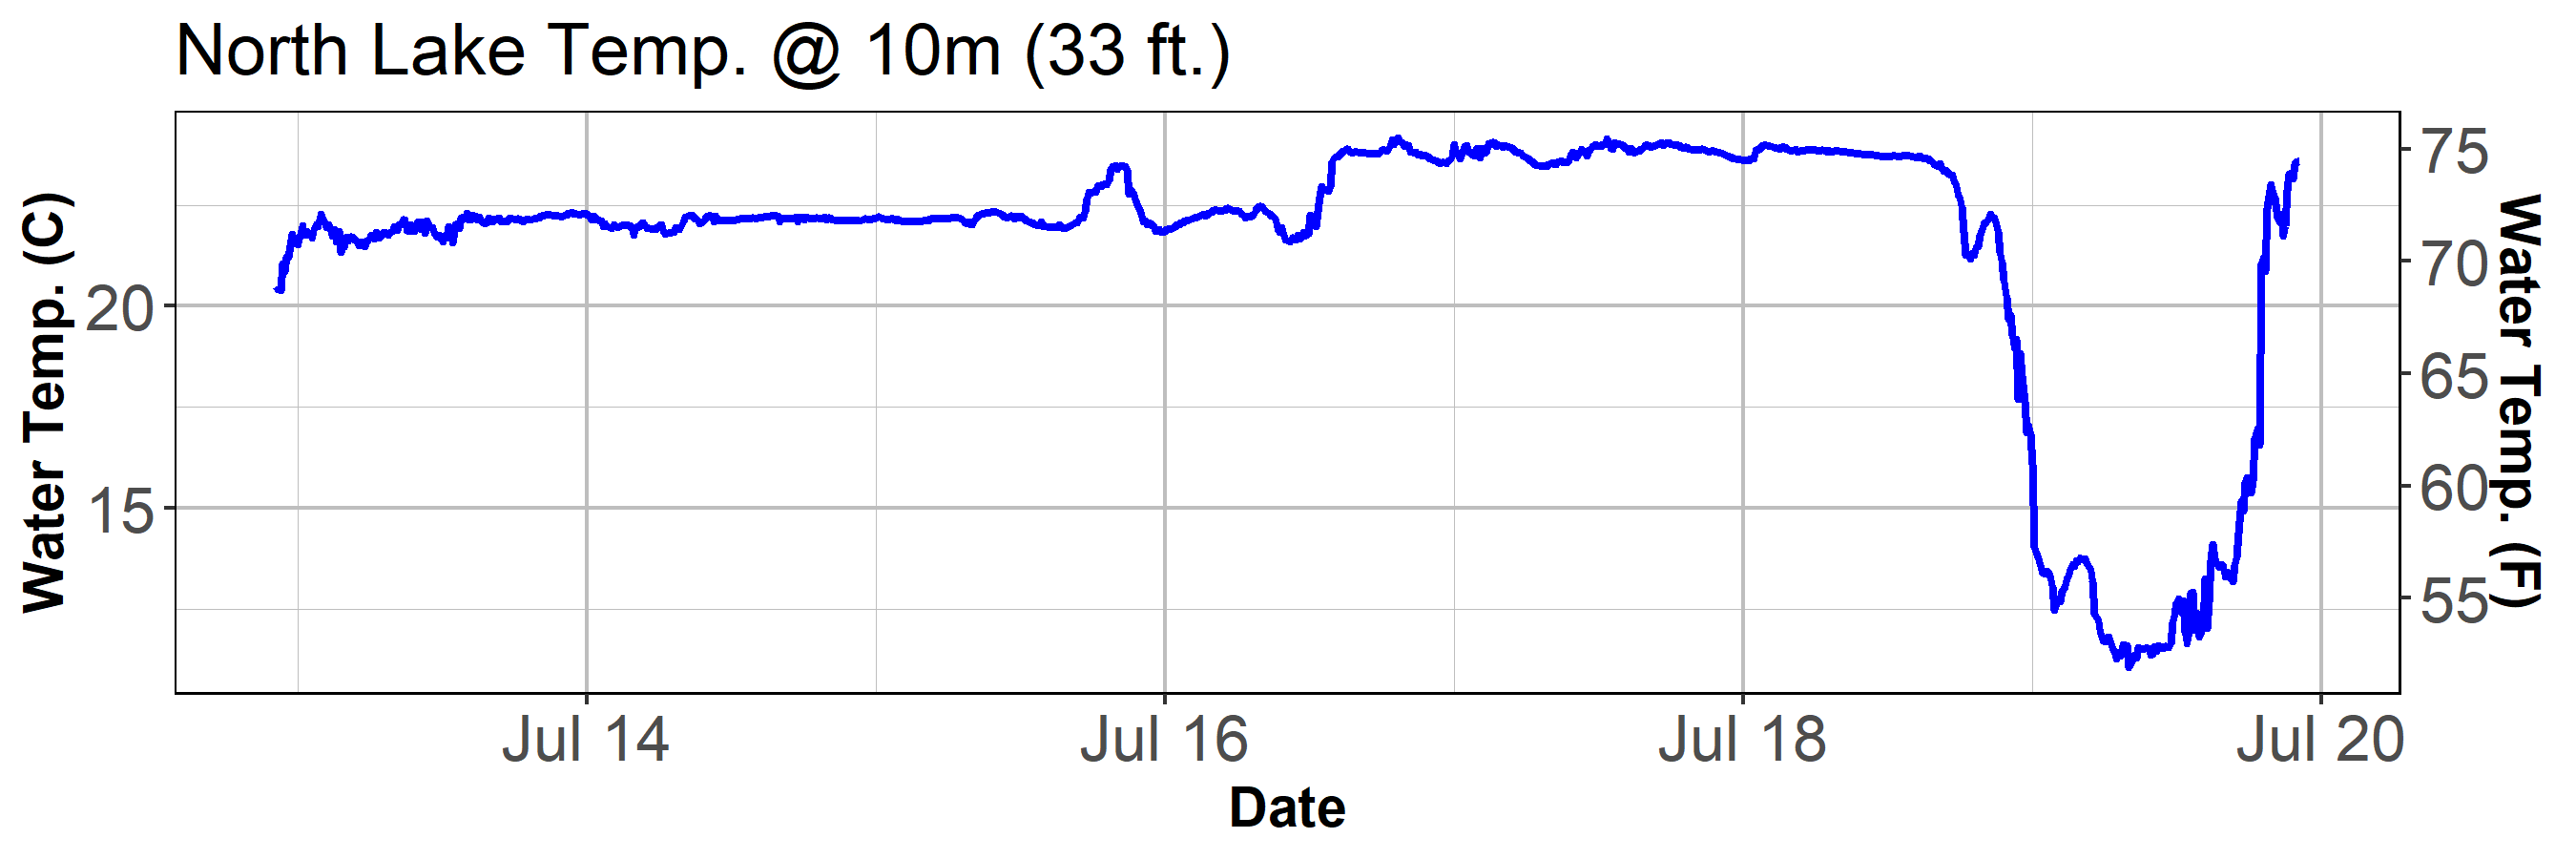 North Lake Temp. @ 10m (33 ft.)
Water Temp. (C)
20
15
75
70
65
60
55
Water Temp. (F)
Jul 14 Jul 16 Jul 18 Jul 20
Date